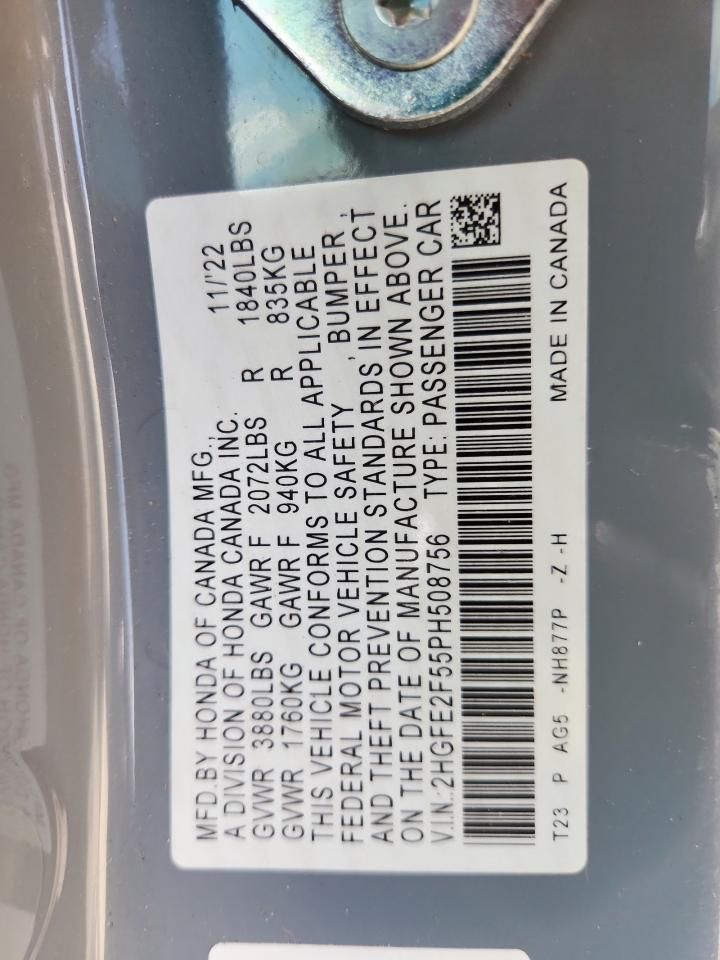 MFD.BY HONDA OF CANADA MFG., 11/'22
A DIVISION OF HONDA CANADA INC.
GVWR 3880LBS GAWR F 2072LBS R 1840LBS
GVWR 1760KG GAWR F 940KG R 835KG
THIS VEHICLE CONFORMS TO ALL APPLICABLE
FEDERAL MOTOR VEHICLE SAFETY, BUMPER,
AND THEFT PREVENTION STANDARDS IN EFFECT
ON THE DATE OF MANUFACTURE SHOWN ABOVE.
V.I.N.:2HGFE2F55PH508756 TYPE: PASSENGER CAR
T23 P AG5 -NH877P -Z -H MADE IN CANADA